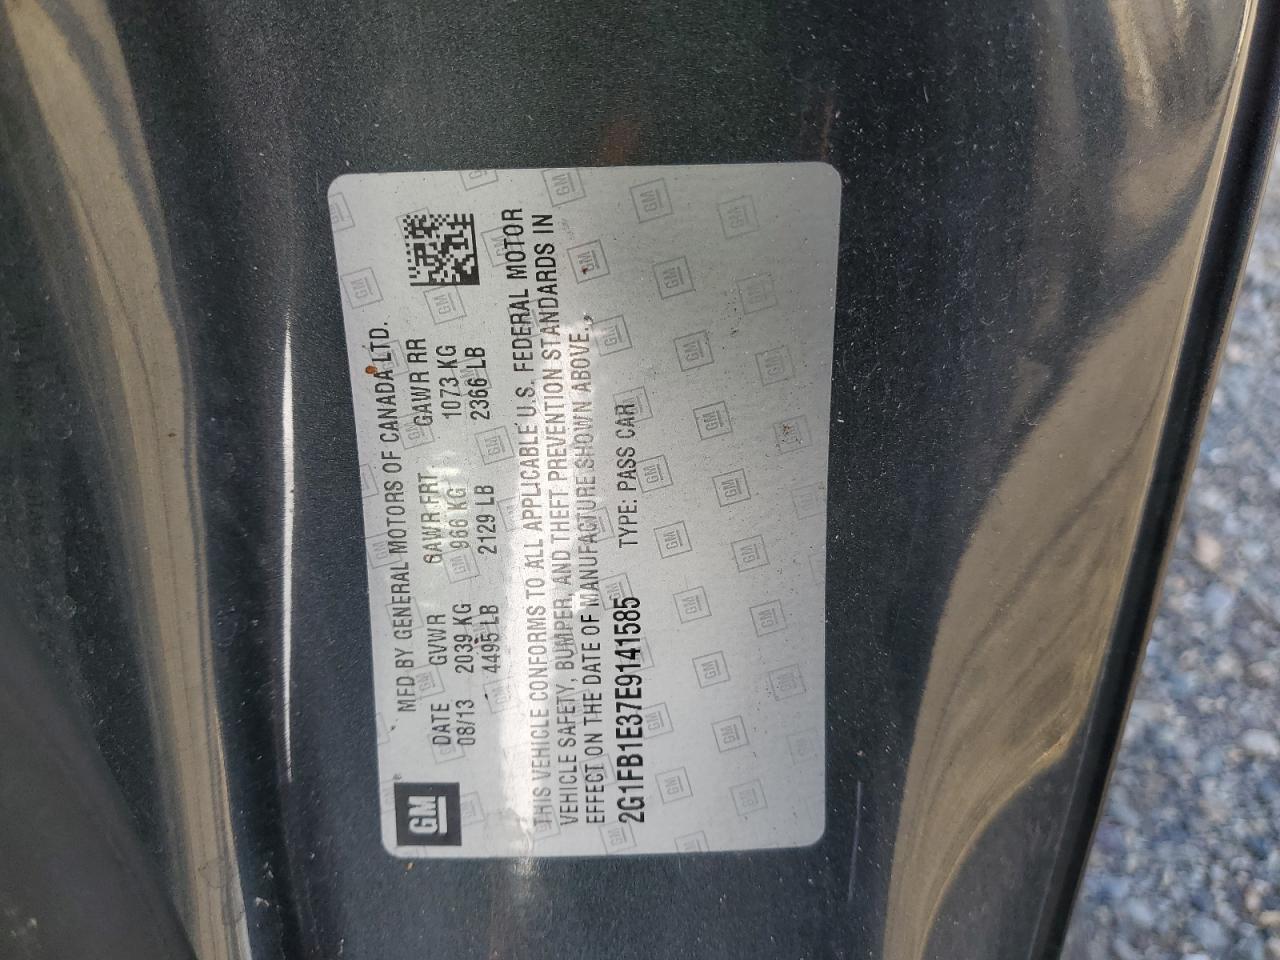 GM
MFD BY GENERAL MOTORS OF CANADA LTD.
DATE GVWR GAWR FRT GAWR RR
08/13 2039 KG 966 KG 1073 KG
4495 LB 2129 LB 2366 LB
THIS VEHICLE CONFORMS TO ALL APPLICABLE U.S. FEDERAL MOTOR
VEHICLE SAFETY, BUMPER, AND THEFT PREVENTION STANDARDS IN
EFFECT ON THE DATE OF MANUFACTURE SHOWN ABOVE.
2G1FB1E37E9141585 TYPE: PASS CAR